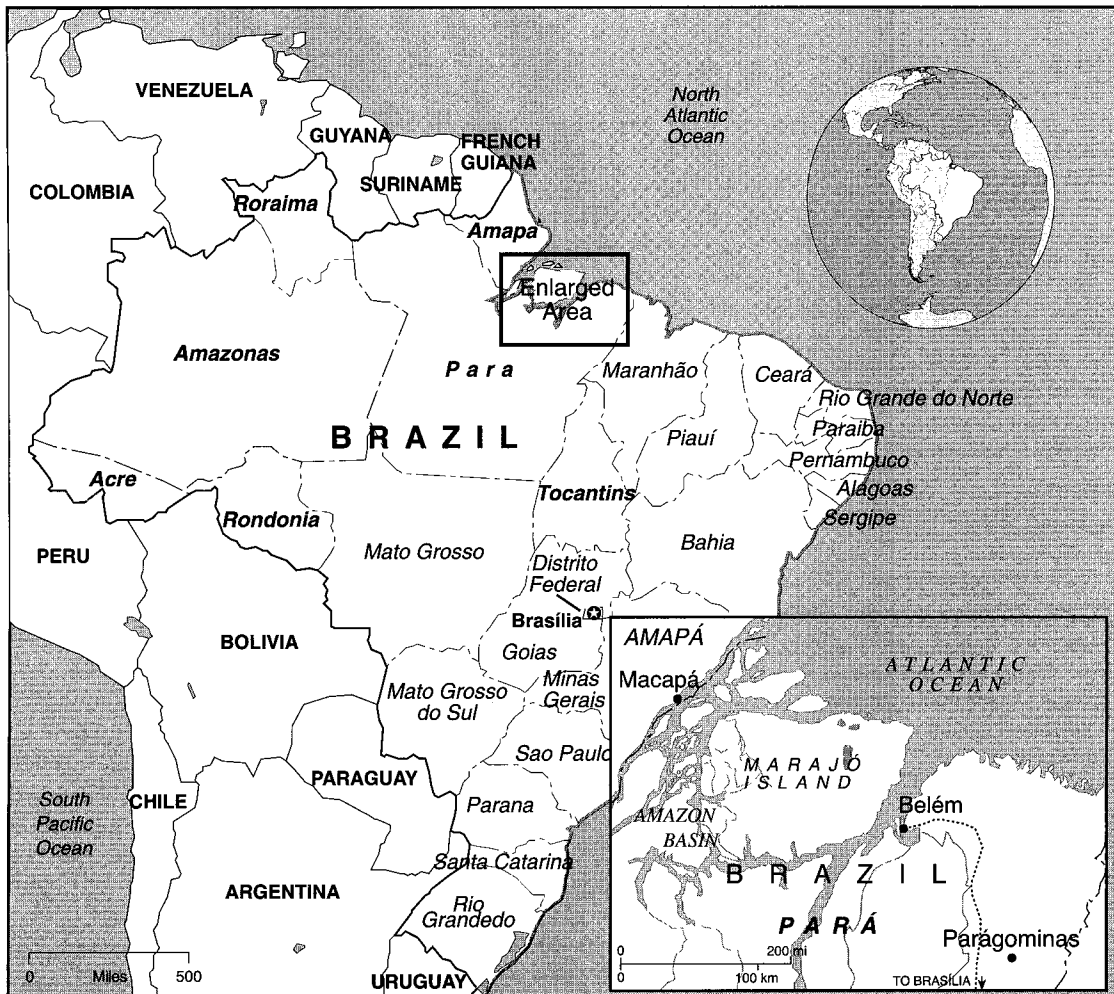 North
Atlantic
Ocean
VENEZUELA
GUYANA
FRENCH
GUIANA
SURINAME
COLOMBIA
Roraima
Amapa
Enlarged
Area
Amazonas
Para
Maranhão
Ceará
Rio Grande do Norte
Paraiba
BRAZIL
Piauí
Pernambuco
Acre
Tocantins
Alagoas
Rondonia
Sergipe
PERU
Mato Grosso
Bahia
Distrito
Federal
Brasília
BOLIVIA
Goias
Minas
Gerais
Mato Grosso
do Sul
Sao Paulo
PARAGUAY
South
Pacific
Ocean
CHILE
Parana
Santa Catarina
ARGENTINA
Rio
Grandedo
URUGUAY
0 500
Miles
AMAPÁ
ATLANTIC
OCEAN
Macapá
MARAJÓ
ISLAND
Belém
AMAZON
BASIN
BRAZIL
PARÁ
Paragominas
0 200 mi
0 100 km
TO BRASÍLIA